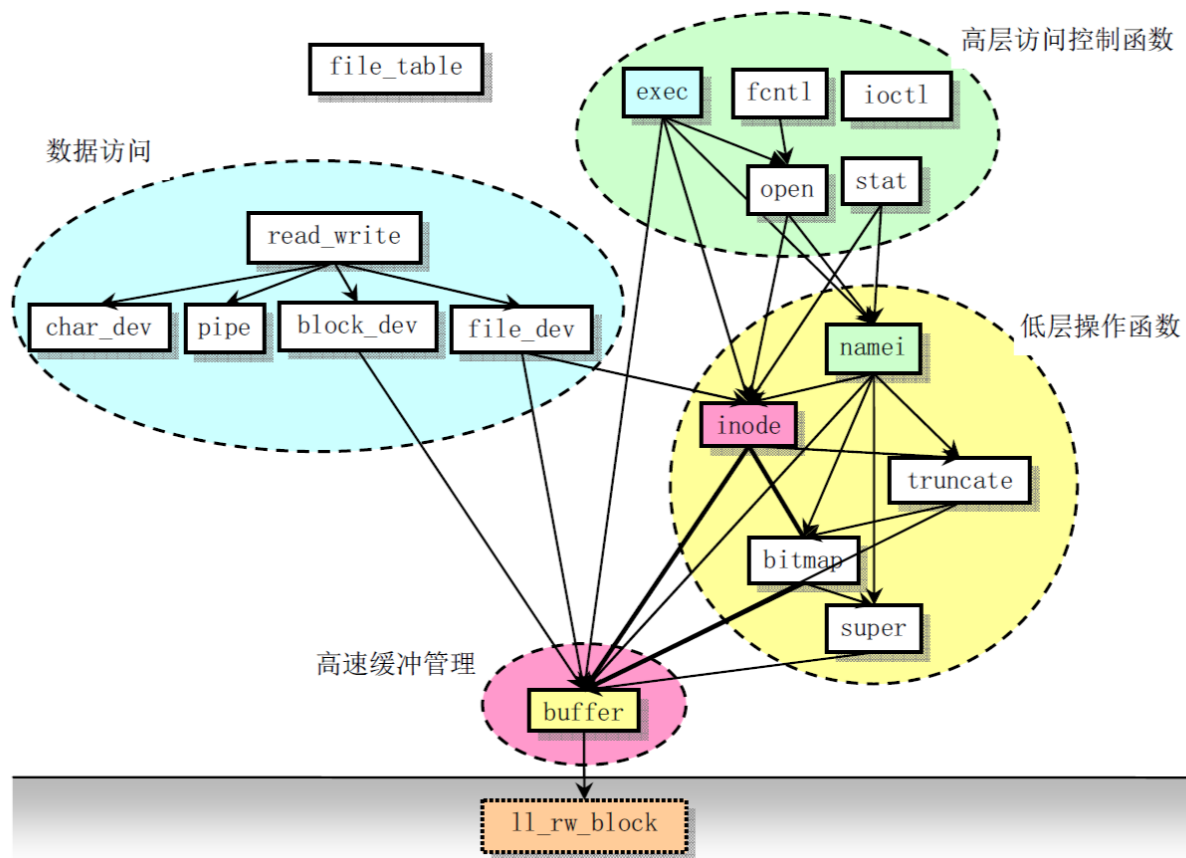 高层访问控制函数
file_table
exec
fcntl
ioctl
数据访问
open
stat
read_write
char_dev
pipe
block_dev
file_dev
低层操作函数
namei
inode
truncate
bitmap
super
高速缓冲管理
buffer
ll_rw_block